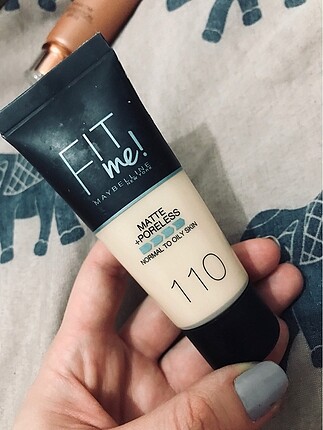 FIT
me!
MAYBELLINE
NEW YORK
MATTE
+PORELESS
NORMAL TO OILY SKIN
110